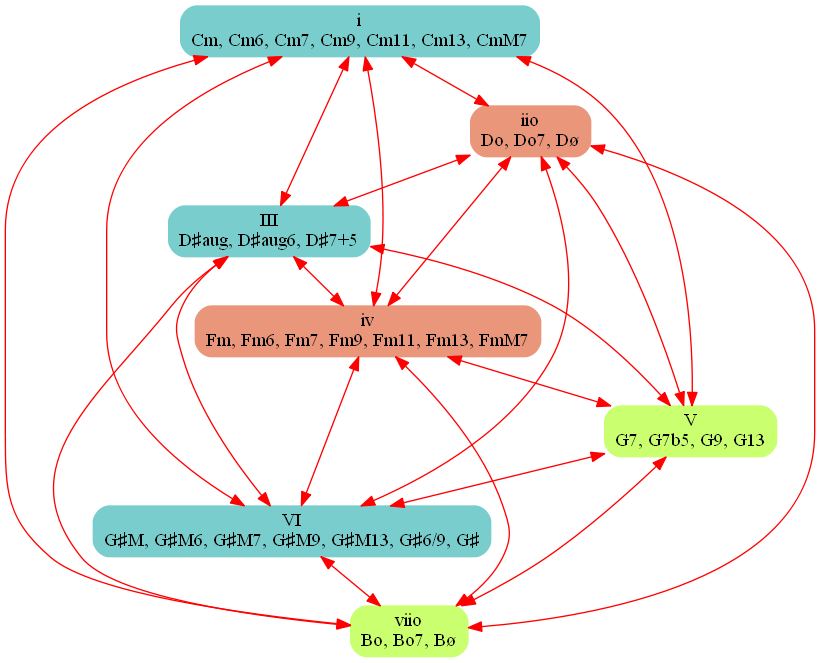 i
Cm, Cm6, Cm7, Cm9, Cm11, Cm13, CmM7
iio
Do, Do7, Dø
III
D♯aug, D♯aug6, D♯7+5
iv
Fm, Fm6, Fm7, Fm9, Fm11, Fm13, FmM7
V
G7, G7b5, G9, G13
VI
G♯M, G♯M6, G♯M7, G♯M9, G♯M13, G♯6/9, G♯
viio
Bo, Bo7, Bø